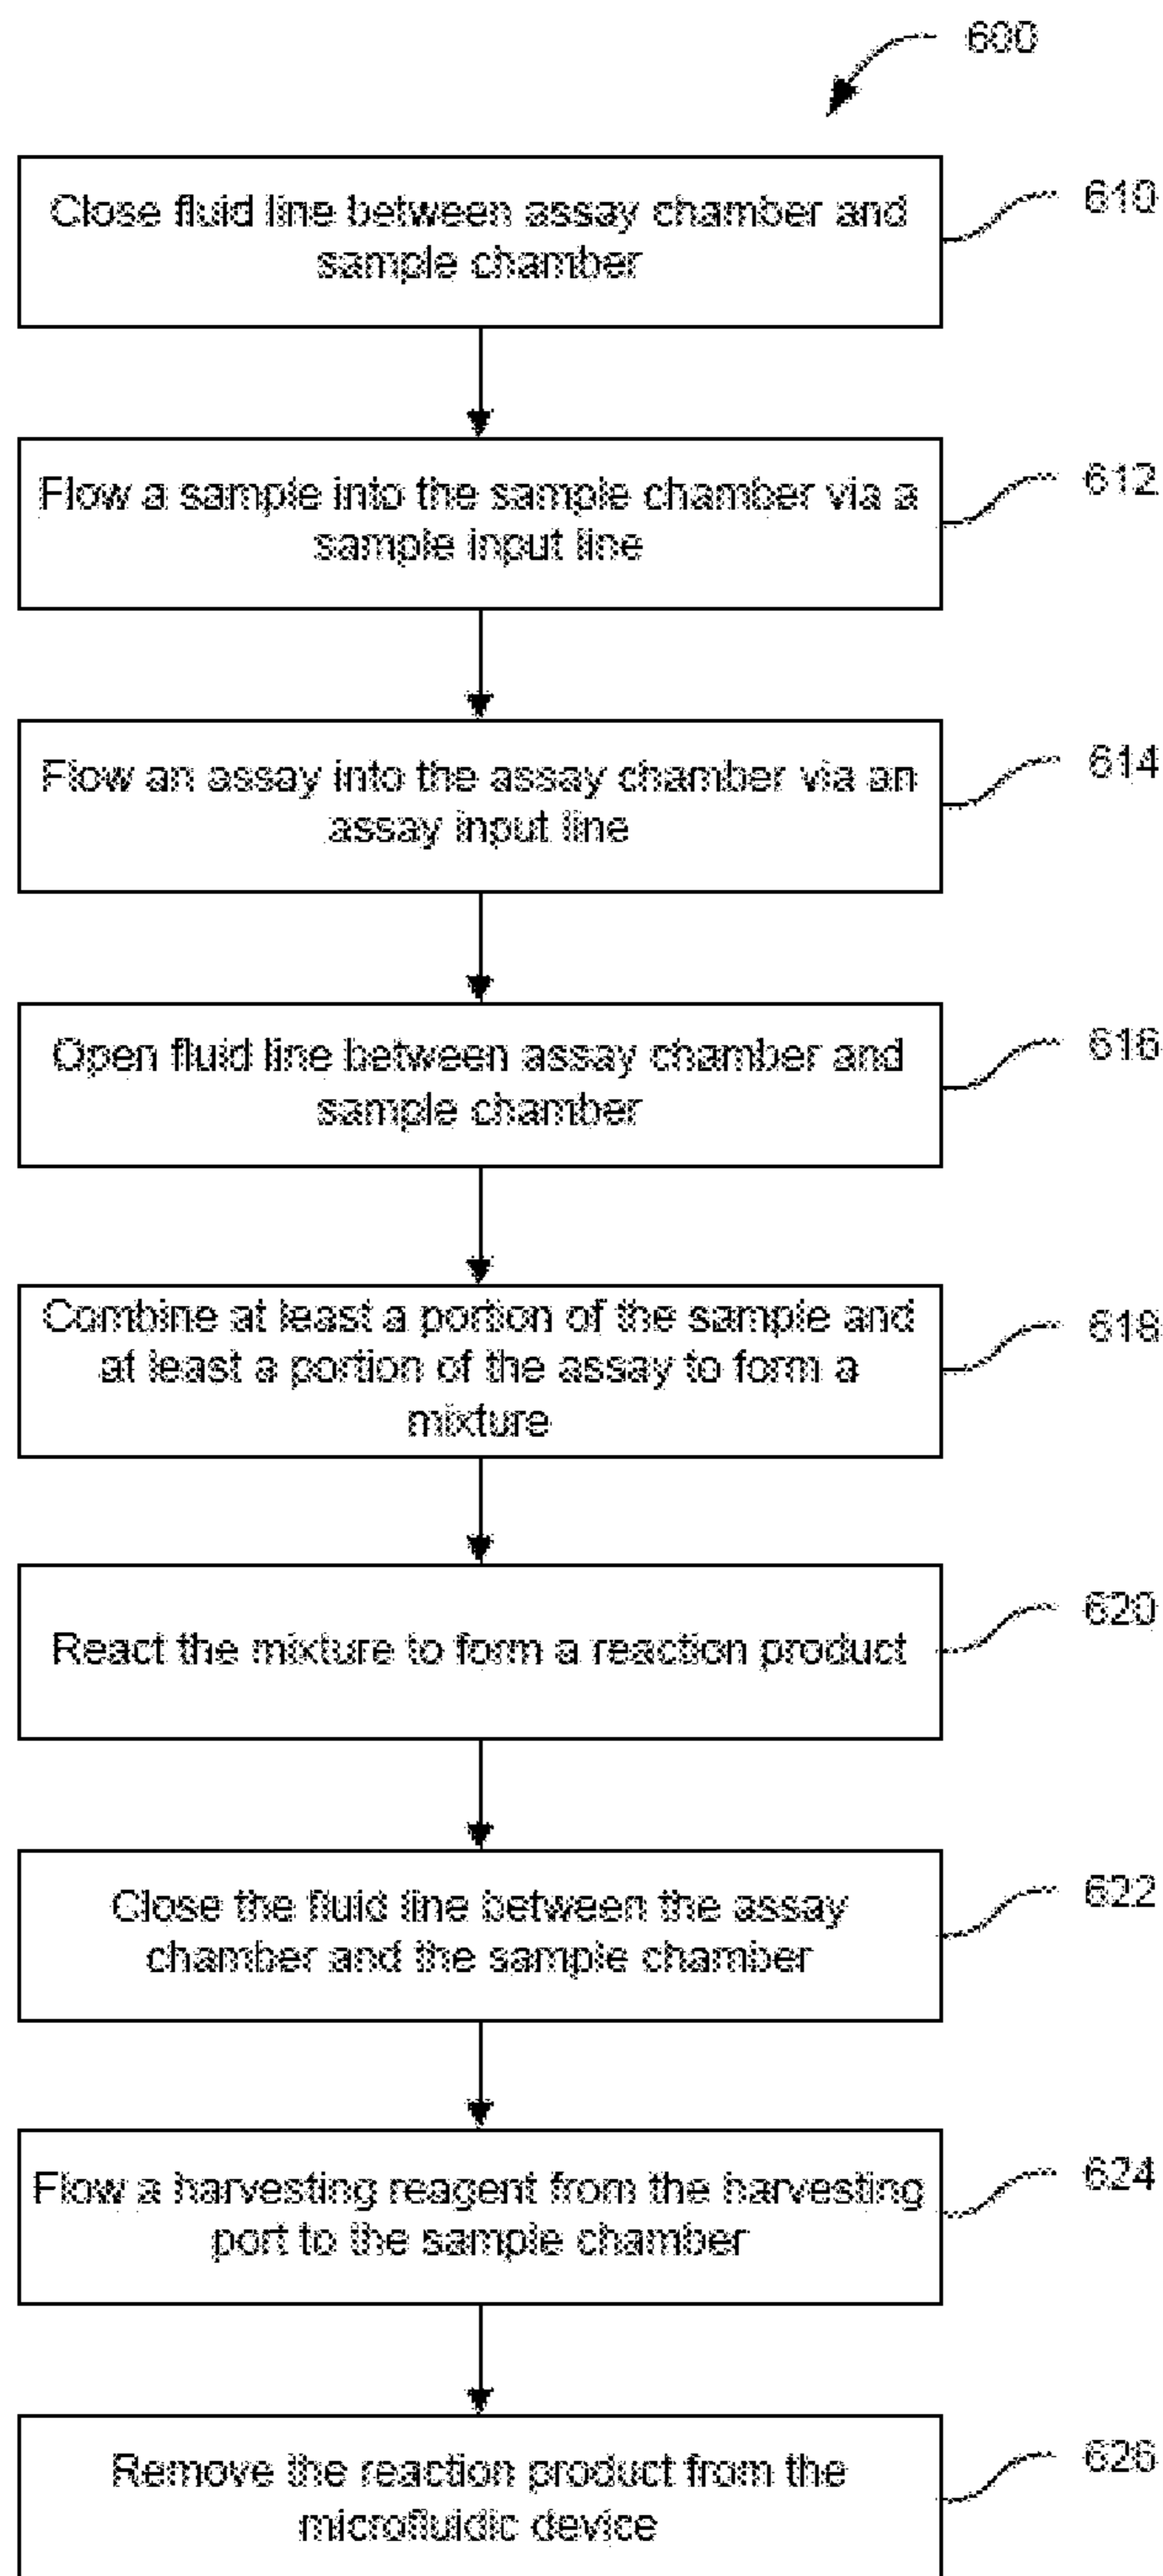 600
Close fluid line between assay chamber and
sample chamber
610
Flow a sample into the sample chamber via a
sample input line
612
Flow an assay into the assay chamber via an
assay input line
614
Open fluid line between assay chamber and
sample chamber
616
Combine at least a portion of the sample and
at least a portion of the assay to form a
mixture
618
React the mixture to form a reaction product
620
Close the fluid line between the assay
chamber and the sample chamber
622
Flow a harvesting reagent from the harvesting
port to the sample chamber
624
Remove the reaction product from the
microfluidic device
626